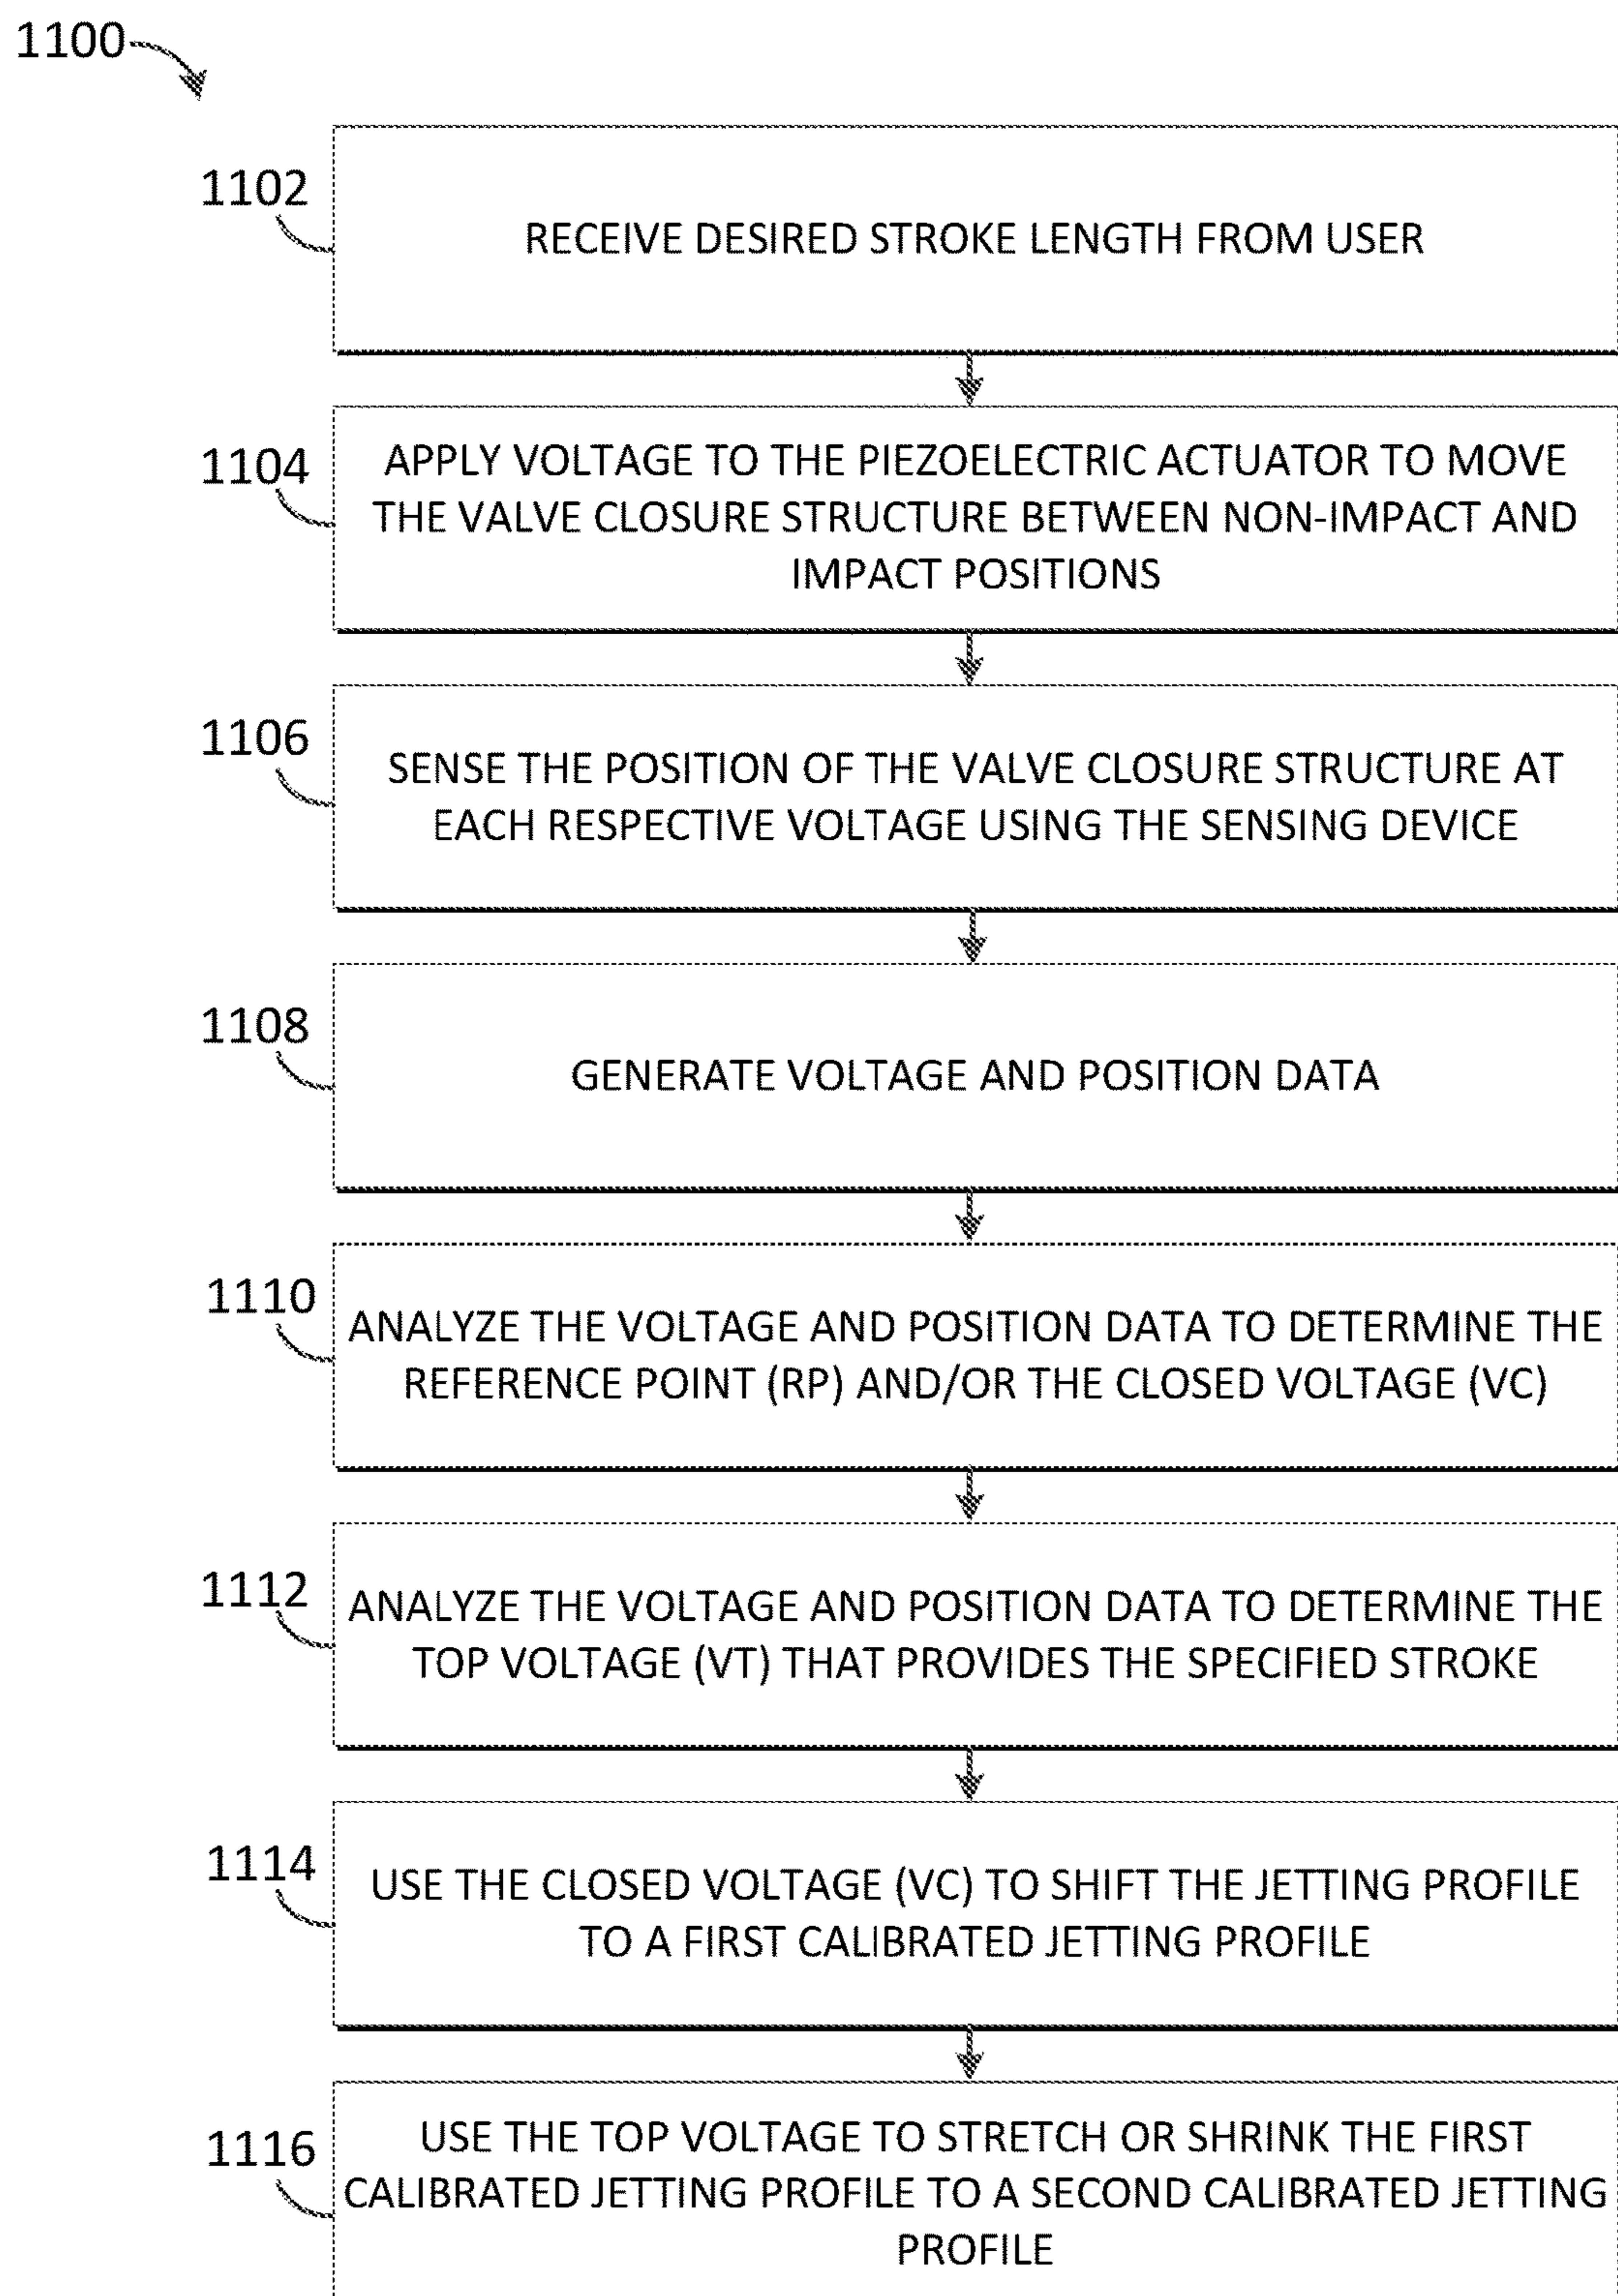 1100
1102
RECEIVE DESIRED STROKE LENGTH FROM USER
1104
APPLY VOLTAGE TO THE PIEZOELECTRIC ACTUATOR TO MOVE
THE VALVE CLOSURE STRUCTURE BETWEEN NON-IMPACT AND
IMPACT POSITIONS
1106
SENSE THE POSITION OF THE VALVE CLOSURE STRUCTURE AT
EACH RESPECTIVE VOLTAGE USING THE SENSING DEVICE
1108
GENERATE VOLTAGE AND POSITION DATA
1110
ANALYZE THE VOLTAGE AND POSITION DATA TO DETERMINE THE
REFERENCE POINT (RP) AND/OR THE CLOSED VOLTAGE (VC)
1112
ANALYZE THE VOLTAGE AND POSITION DATA TO DETERMINE THE
TOP VOLTAGE (VT) THAT PROVIDES THE SPECIFIED STROKE
1114
USE THE CLOSED VOLTAGE (VC) TO SHIFT THE JETTING PROFILE
TO A FIRST CALIBRATED JETTING PROFILE
1116
USE THE TOP VOLTAGE TO STRETCH OR SHRINK THE FIRST
CALIBRATED JETTING PROFILE TO A SECOND CALIBRATED JETTING
PROFILE